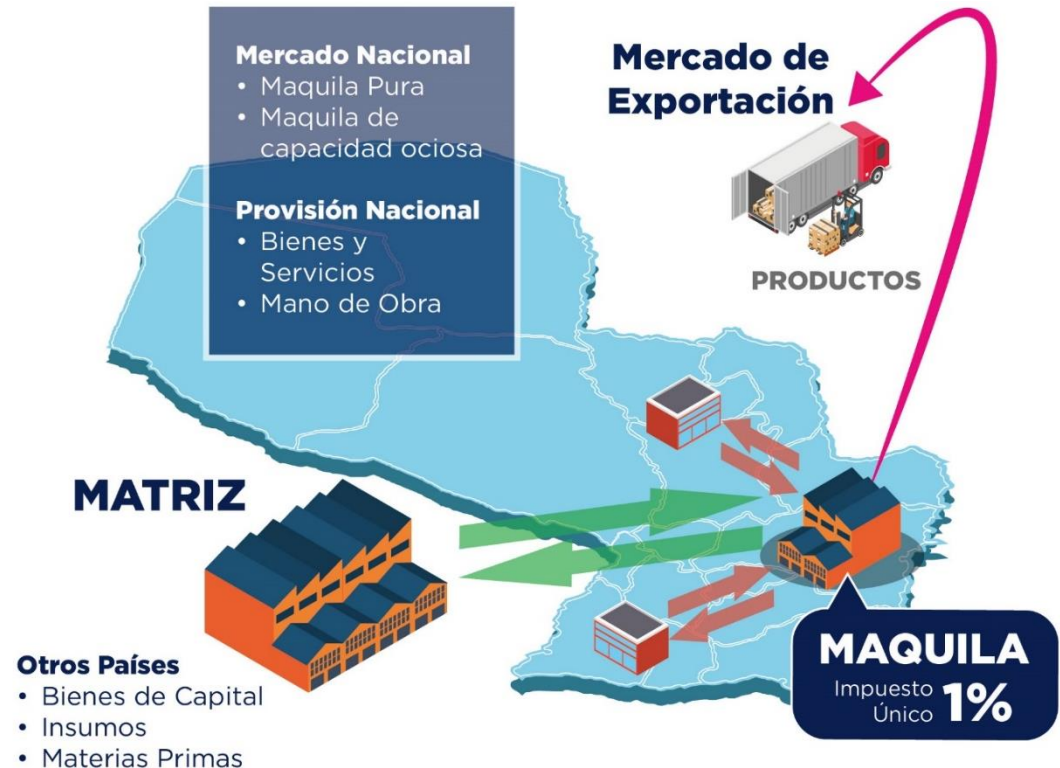 Mercado Nacional
• Maquila Pura
• Maquila de
capacidad ociosa
Provisión Nacional
• Bienes y
Servicios
• Mano de Obra
Mercado de
Exportación
PRODUCTOS
MATRIZ
Otros Países
• Bienes de Capital
• Insumos
• Materias Primas
MAQUILA
Impuesto
Único 1%